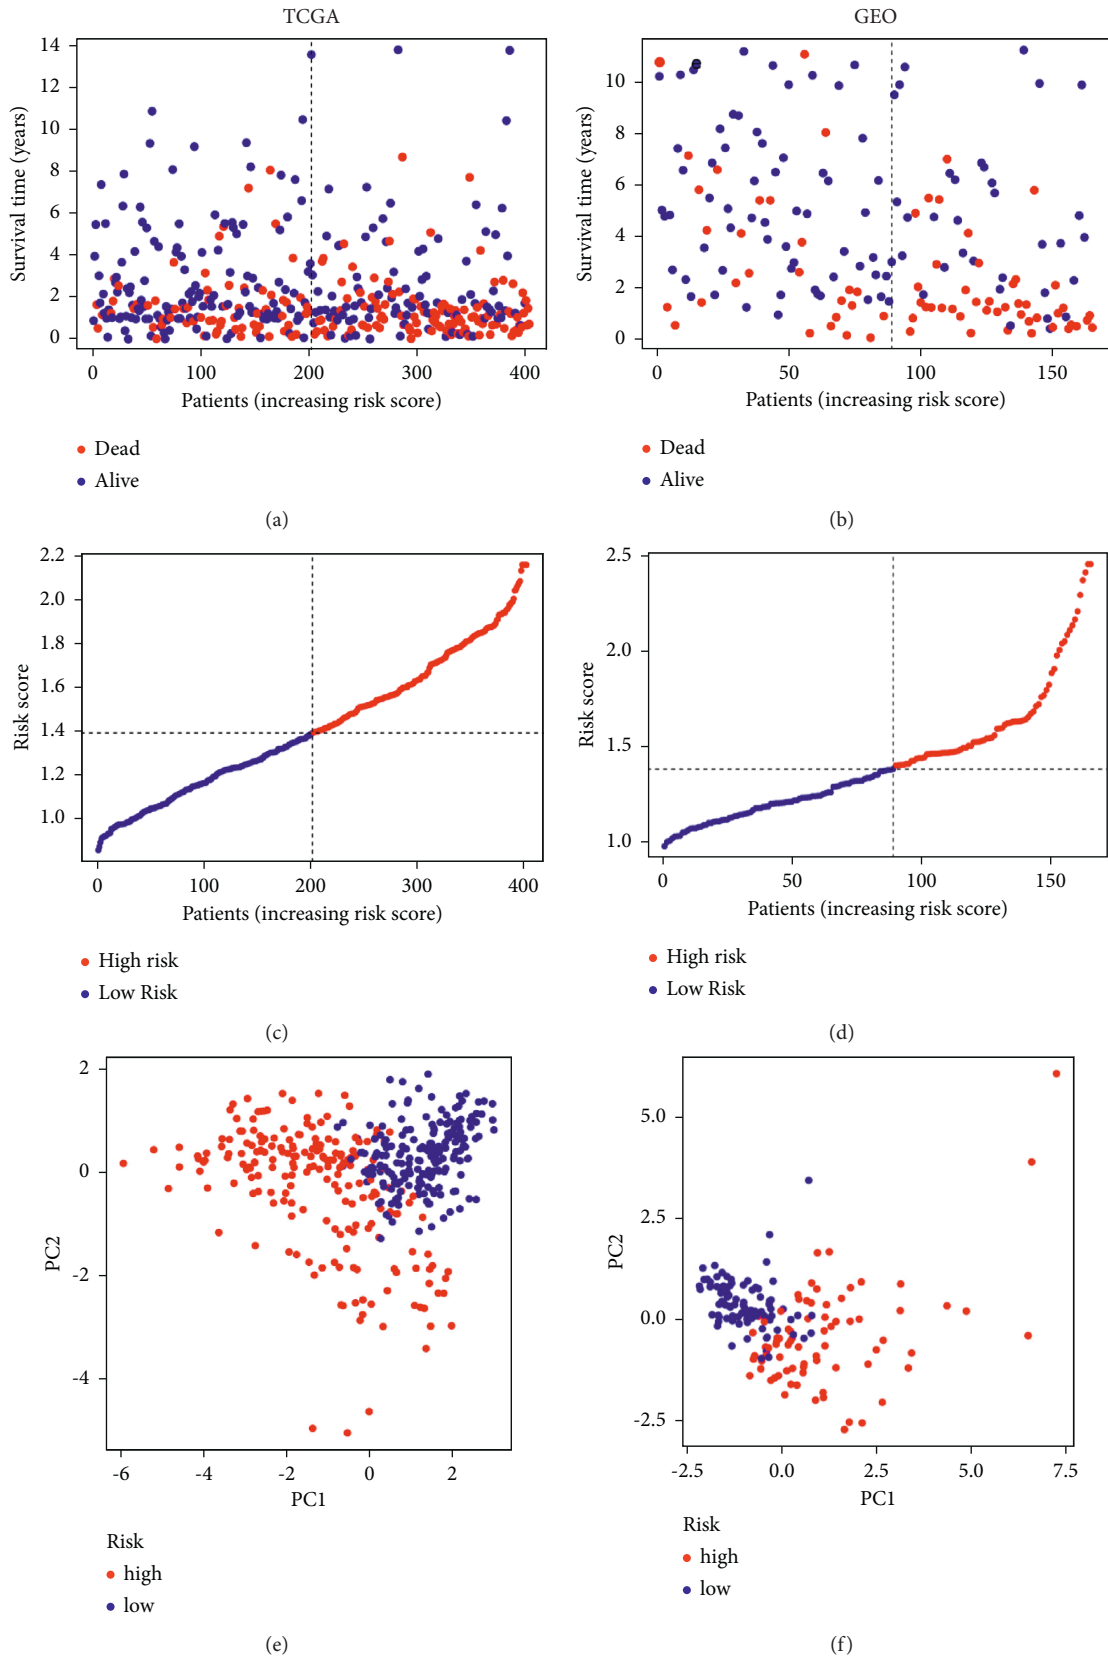 TCGA
GEO
14
12
10
8
6
4
2
0
Survival time (years)
0 100 200 300 400
Patients (increasing risk score)
Dead
Alive
(a)
10
8
6
4
2
0
Survival time (years)
0 50 100 150
Patients (increasing risk score)
Dead
Alive
(b)
2.2
2.0
1.8
1.6
1.4
1.2
1.0
Risk score
0 100 200 300 400
Patients (increasing risk score)
High risk
Low Risk
(c)
2.5
2.0
1.5
1.0
Risk score
0 50 100 150
Patients (increasing risk score)
High risk
Low Risk
(d)
2
0
-2
-4
PC2
-6 -4 -2 0 2
PC1
Risk
high
low
(e)
5.0
2.5
0.0
-2.5
PC2
-2.5 0.0 2.5 5.0 7.5
PC1
Risk
high
low
(f)